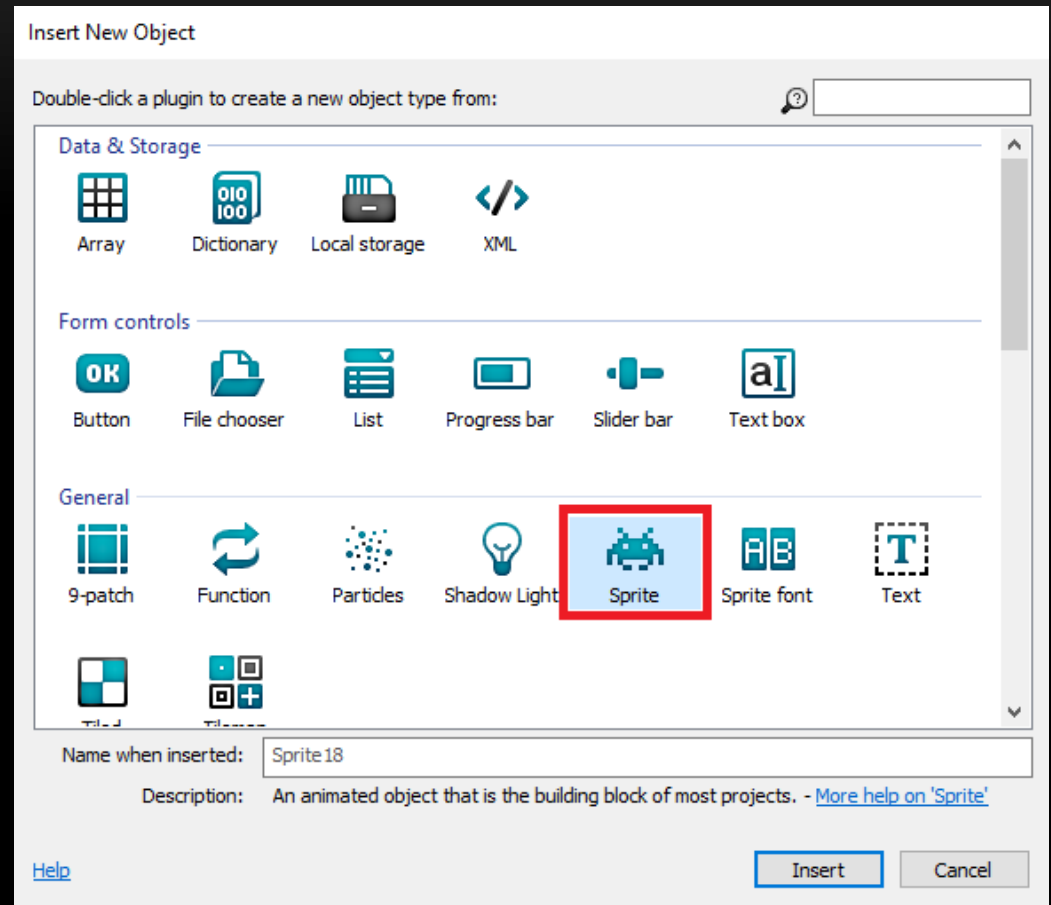 Insert New Object
Double-click a plugin to create a new object type from:
Data & Storage
Array Dictionary Local storage XML
Form controls
Button File chooser List Progress bar Slider bar Text box
General
9-patch Function Particles Shadow Light Sprite Sprite font Text
Name when inserted: Sprite18
Description: An animated object that is the building block of most projects. - More help on 'Sprite'
Help Insert Cancel